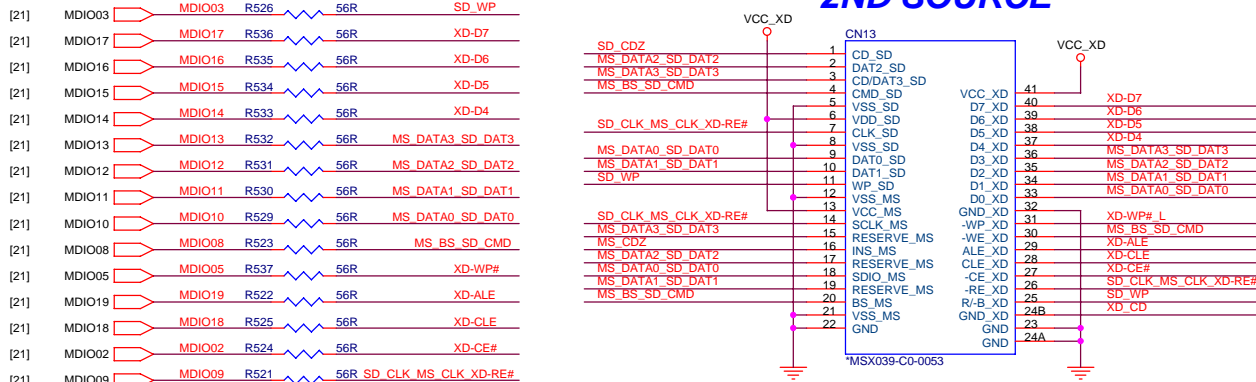 [21] MDIO03 MDIO03 R526 56R SD_WP
[21] MDIO17 MDIO17 R536 56R XD-D7
[21] MDIO16 MDIO16 R535 56R XD-D6
[21] MDIO15 MDIO15 R534 56R XD-D5
[21] MDIO14 MDIO14 R533 56R XD-D4
[21] MDIO13 MDIO13 R532 56R MS_DATA3_SD_DAT3
[21] MDIO12 MDIO12 R531 56R MS_DATA2_SD_DAT2
[21] MDIO11 MDIO11 R530 56R MS_DATA1_SD_DAT1
[21] MDIO10 MDIO10 R529 56R MS_DATA0_SD_DAT0
[21] MDIO08 MDIO08 R523 56R MS_BS_SD_CMD
[21] MDIO05 MDIO05 R537 56R XD-WP#
[21] MDIO19 MDIO19 R522 56R XD-ALE
[21] MDIO18 MDIO18 R525 56R XD-CLE
[21] MDIO02 MDIO02 R524 56R XD-CE#
[21] MDIO09 MDIO09 R521 56R SD_CLK_MS_CLK_XD-RE#
2ND SOURCE
VCC_XD
CN13
VCC_XD
SD_CDZ 1 CD_SD
MS_DATA2_SD_DAT2 2 DAT2_SD
MS_DATA3_SD_DAT3 3 CD/DAT3_SD
MS_BS_SD_CMD 4 CMD_SD
5 VSS_SD
6 VDD_SD
SD_CLK_MS_CLK_XD-RE# 7 CLK_SD
8 VSS_SD
MS_DATA0_SD_DAT0 9 DAT0_SD
MS_DATA1_SD_DAT1 10 DAT1_SD
SD_WP 11 WP_SD
12 VSS_MS
13 VCC_MS
SD_CLK_MS_CLK_XD-RE# 14 SCLK_MS
MS_DATA3_SD_DAT3 15 RESERVE_MS
MS_CDZ 16 INS_MS
MS_DATA2_SD_DAT2 17 RESERVE_MS
MS_DATA0_SD_DAT0 18 SDIO_MS
MS_DATA1_SD_DAT1 19 RESERVE_MS
MS_BS_SD_CMD 20 BS_MS
21 VSS_MS
22 GND
VCC_XD 41
D7_XD 40 XD-D7
D6_XD 39 XD-D6
D5_XD 38 XD-D5
D4_XD 37 XD-D4
D3_XD 36 MS_DATA3_SD_DAT3
D2_XD 35 MS_DATA2_SD_DAT2
D1_XD 34 MS_DATA1_SD_DAT1
D0_XD 33 MS_DATA0_SD_DAT0
GND_XD 32
-WP_XD 31 XD-WP#_L
-WE_XD 30 MS_BS_SD_CMD
ALE_XD 29 XD-ALE
CLE_XD 28 XD-CLE
-CE_XD 27 XD-CE#
-RE_XD 26 SD_CLK_MS_CLK_XD-RE#
R/-B_XD 25 SD_WP
GND_XD 24B XD_CD
GND 23
GND 24A
*MSX039-C0-0053